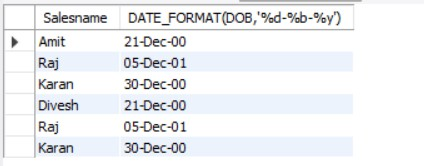 Salesname DATE_FORMAT(DOB,'%d-%b-%y')
Amit 21-Dec-00
Raj 05-Dec-01
Karan 30-Dec-00
Divesh 21-Dec-00
Raj 05-Dec-01
Karan 30-Dec-00